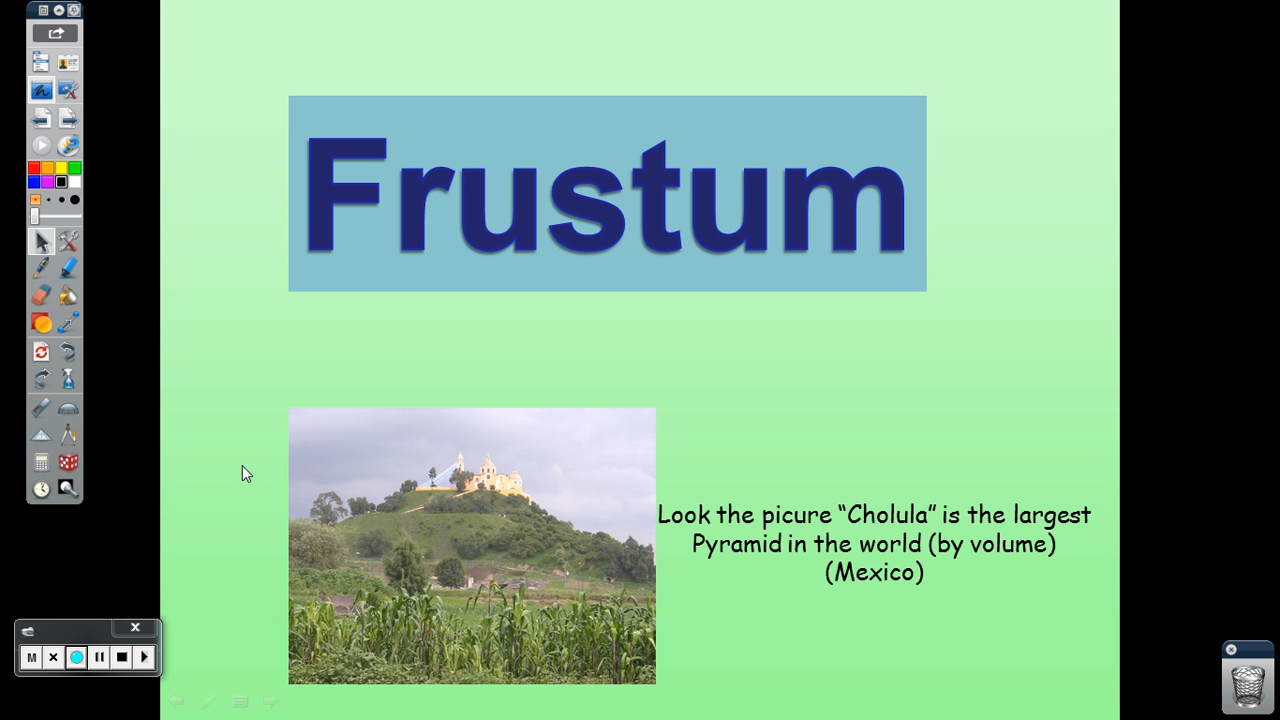 Frustum
Look the picure “Cholula” is the largest
Pyramid in the world (by volume)
(Mexico)
M